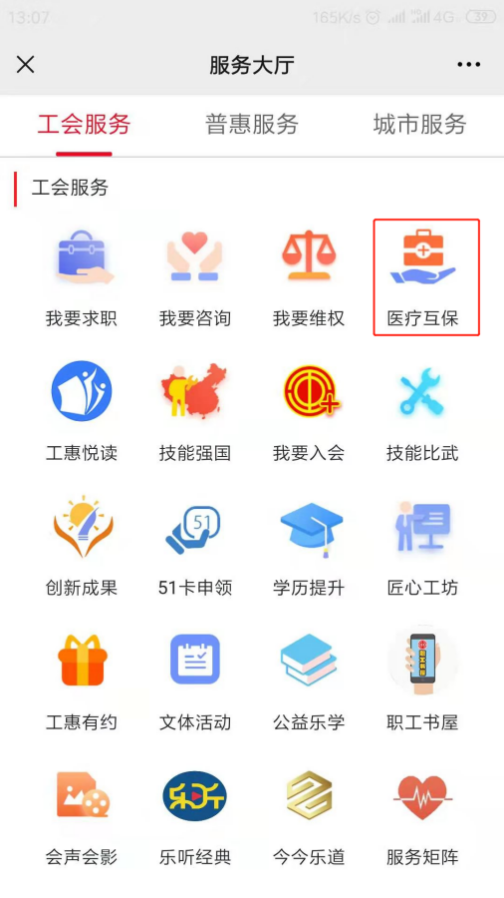 13:07 165K/s 4G 39
服务大厅
工会服务 普惠服务 城市服务
工会服务
我要求职 我要咨询 我要维权 医疗互保
工惠悦读 技能强国 我要入会 技能比武
51
创新成果 51卡申领 学历提升 匠心工坊
工惠有约 文体活动 公益乐学 职工书屋
乐听
会声会影 乐听经典 今今乐道 服务矩阵